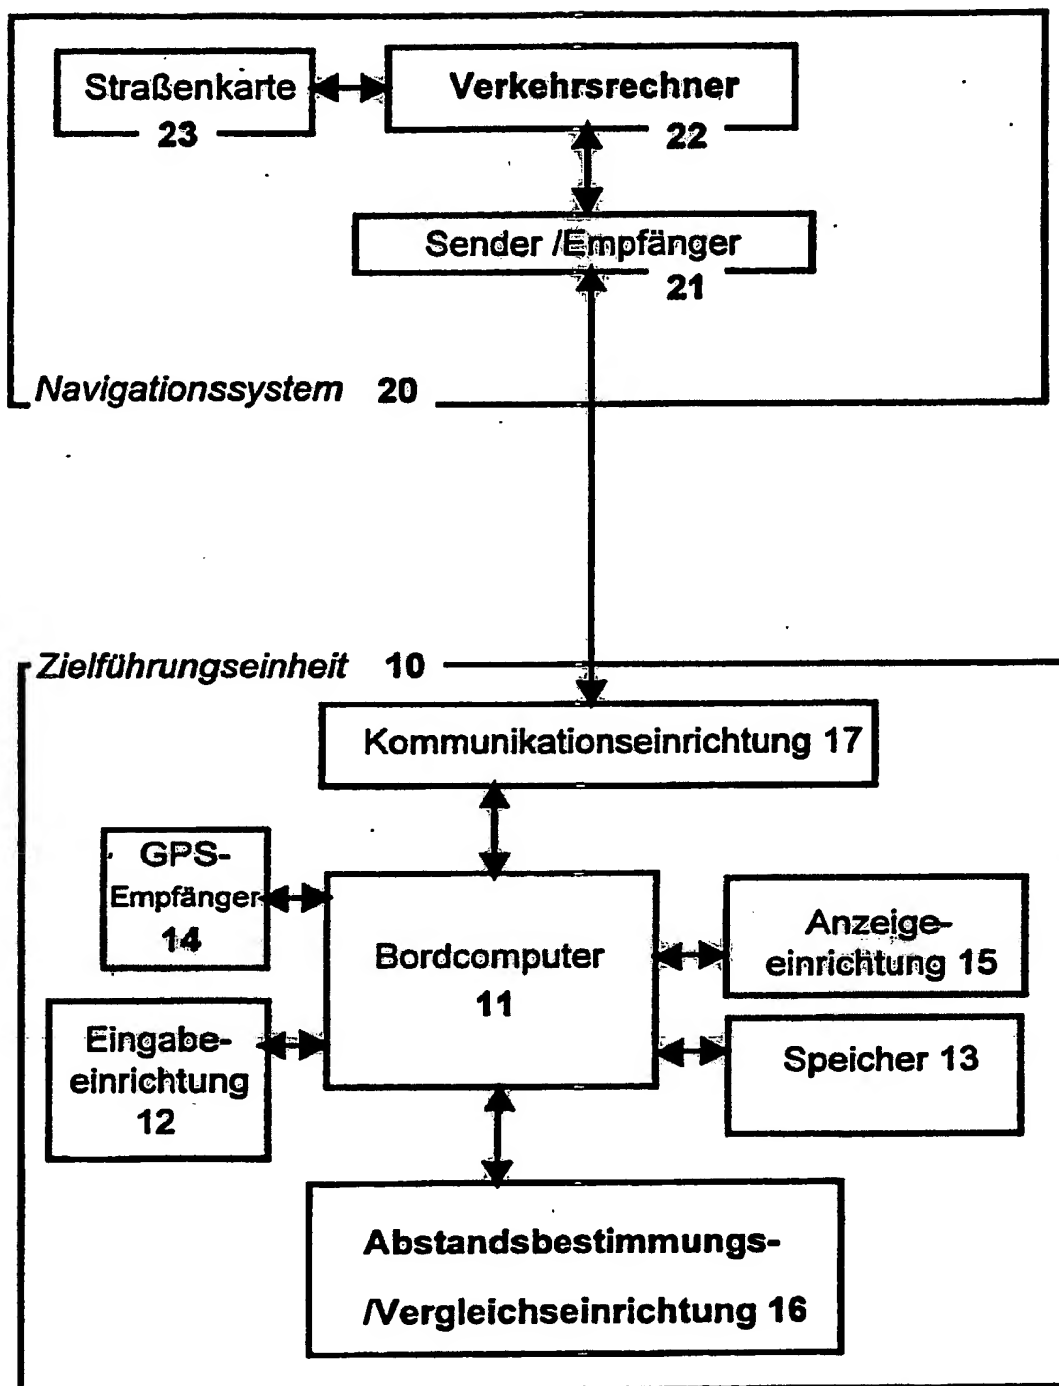 Straßenkarte
23
Verkehrsrechner
22
Sender /Empfänger
21
Navigationssystem 20
Zielführungseinheit 10
Kommunikationseinrichtung 17
GPS-
Empfänger
14
Bordcomputer
11
Anzeige-
einrichtung 15
Eingabe-
einrichtung
12
Speicher 13
Abstandsbestimmungs-
/Vergleichseinrichtung 16